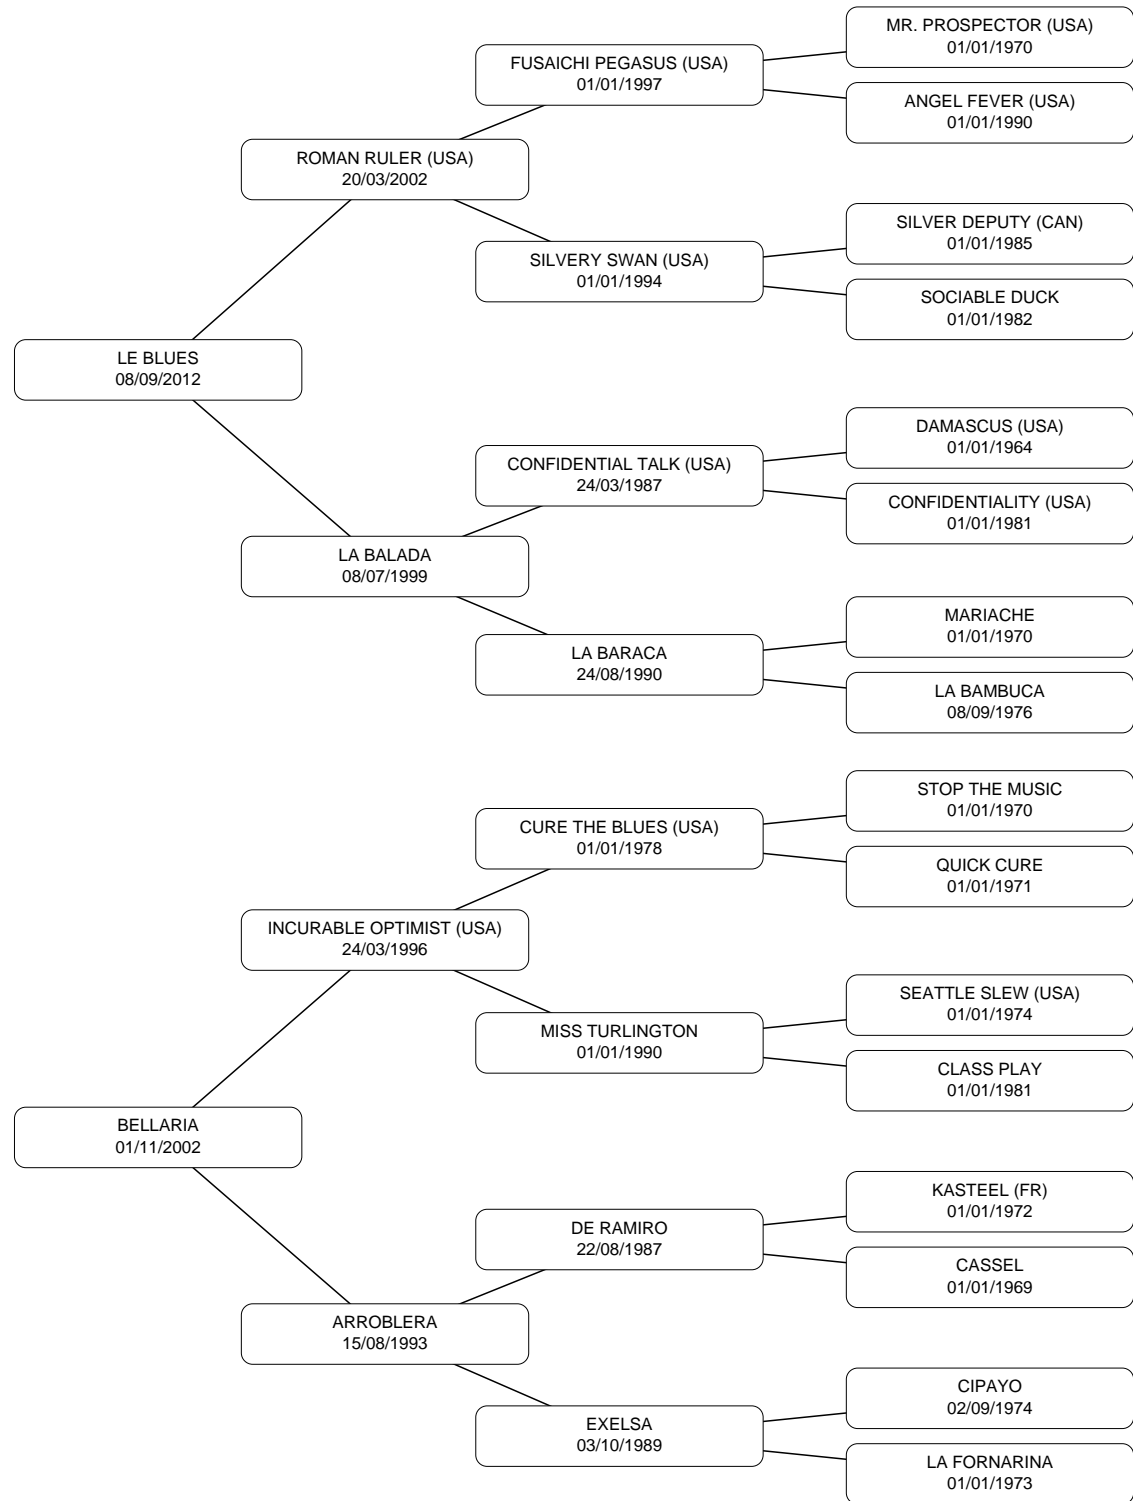 MR. PROSPECTOR (USA)
01/01/1970
FUSAICHI PEGASUS (USA)
01/01/1997
ANGEL FEVER (USA)
01/01/1990
ROMAN RULER (USA)
20/03/2002
SILVER DEPUTY (CAN)
01/01/1985
SILVERY SWAN (USA)
01/01/1994
SOCIABLE DUCK
01/01/1982
LE BLUES
08/09/2012
DAMASCUS (USA)
01/01/1964
CONFIDENTIAL TALK (USA)
24/03/1987
CONFIDENTIALITY (USA)
01/01/1981
LA BALADA
08/07/1999
MARIACHE
01/01/1970
LA BARACA
24/08/1990
LA BAMBUCA
08/09/1976
STOP THE MUSIC
01/01/1970
CURE THE BLUES (USA)
01/01/1978
QUICK CURE
01/01/1971
INCURABLE OPTIMIST (USA)
24/03/1996
SEATTLE SLEW (USA)
01/01/1974
MISS TURLINGTON
01/01/1990
CLASS PLAY
01/01/1981
BELLARIA
01/11/2002
KASTEEL (FR)
01/01/1972
DE RAMIRO
22/08/1987
CASSEL
01/01/1969
ARROBLERA
15/08/1993
CIPAYO
02/09/1974
EXELSA
03/10/1989
LA FORNARINA
01/01/1973